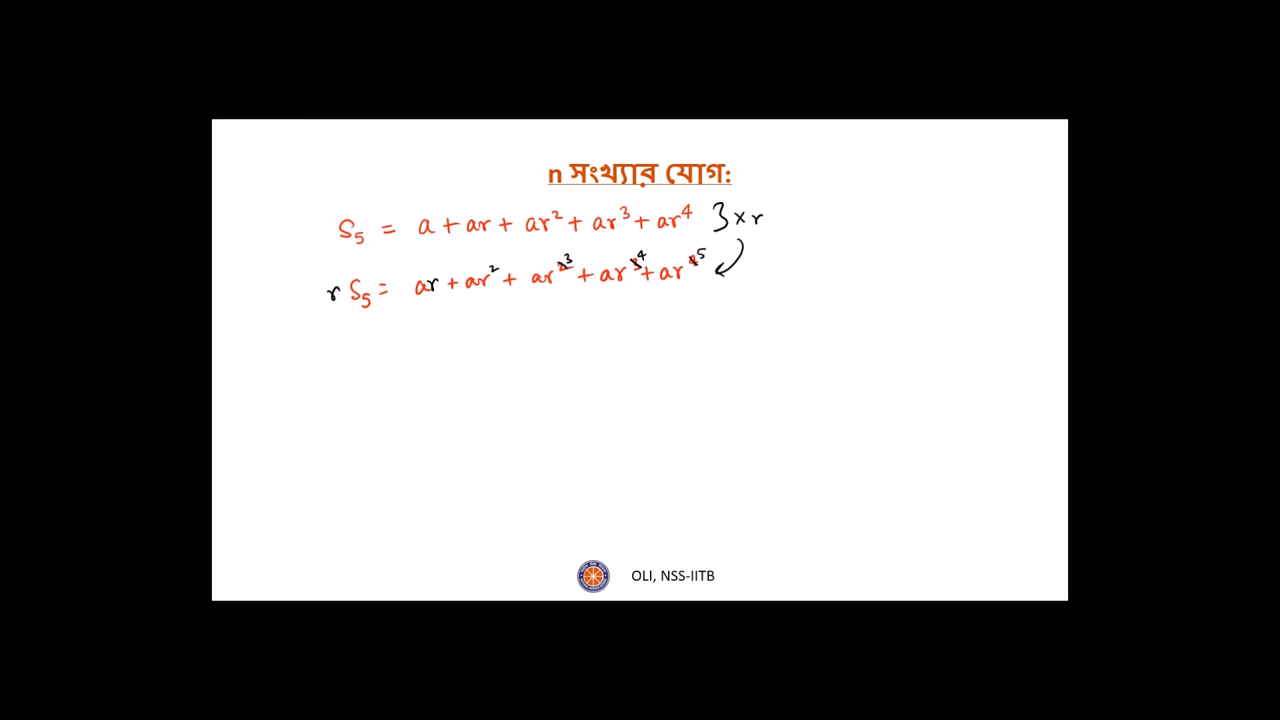 n সংখ্যার যোগ:
S₅ = a + ar + ar² + ar³ + ar⁴ } × r
r S₅ = ar + ar² + ar³ + ar⁴ + ar⁵
OLI, NSS-IITB